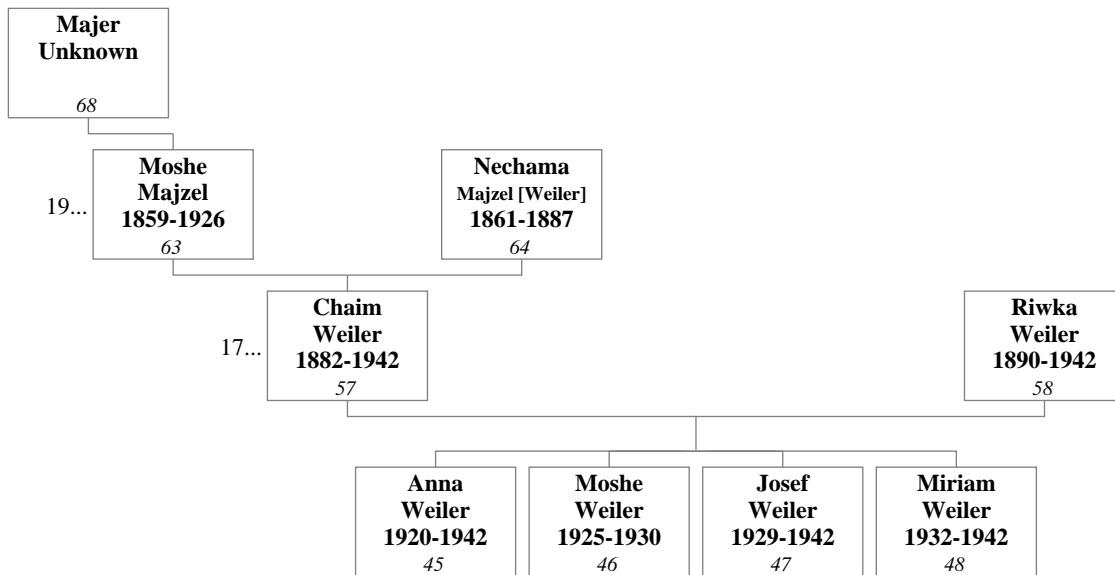 Majer
Unknown
68
Moshe
Majzel
1859-1926
63
19...
Nechama
Majzel [Weiler]
1861-1887
64
Chaim
Weiler
1882-1942
57
17...
Riwka
Weiler
1890-1942
58
Anna
Weiler
1920-1942
45
Moshe
Weiler
1925-1930
46
Josef
Weiler
1929-1942
47
Miriam
Weiler
1932-1942
48